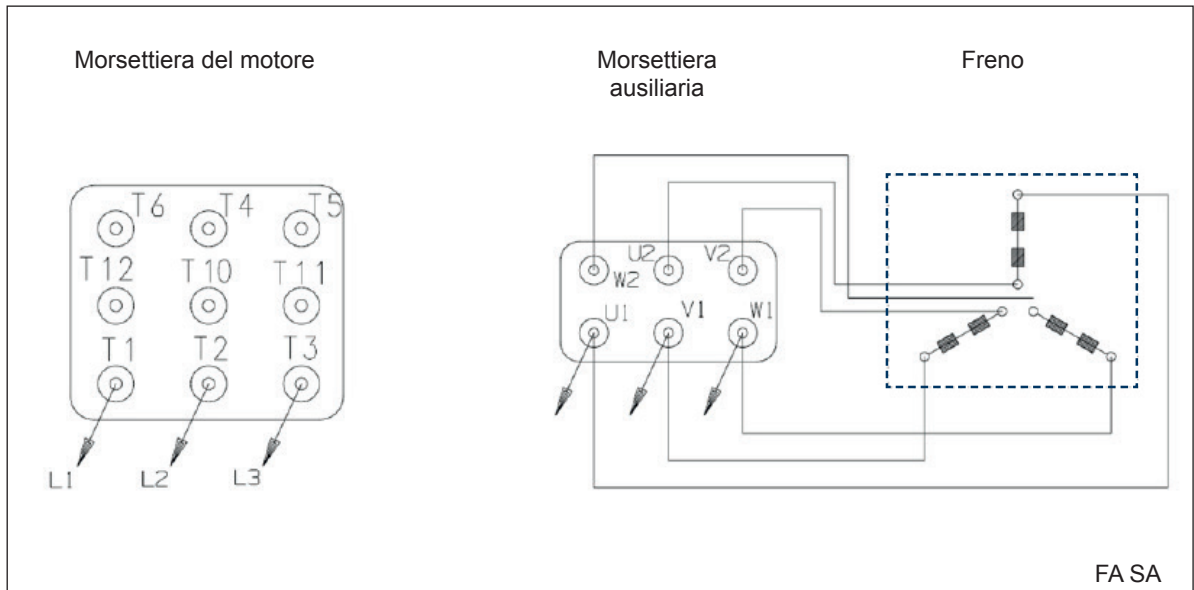 Morsettiera del motore
Morsettiera
ausiliaria
Freno
T6 T4 T5
T12 T10 T11
T1 T2 T3
L1 L2 L3
U2 V2
W2
U1 V1 W1
FA SA